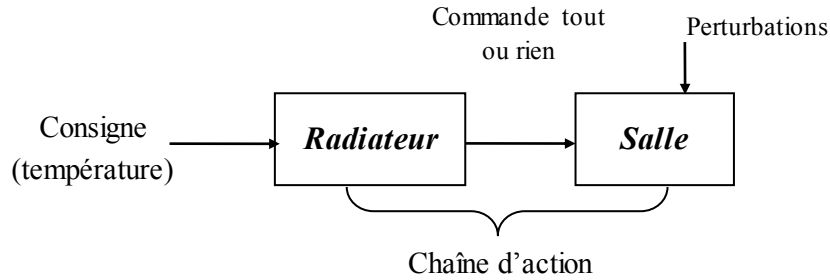 Commande tout
ou rien
Perturbations
Consigne
(température)
Radiateur
Salle
Chaîne d'action